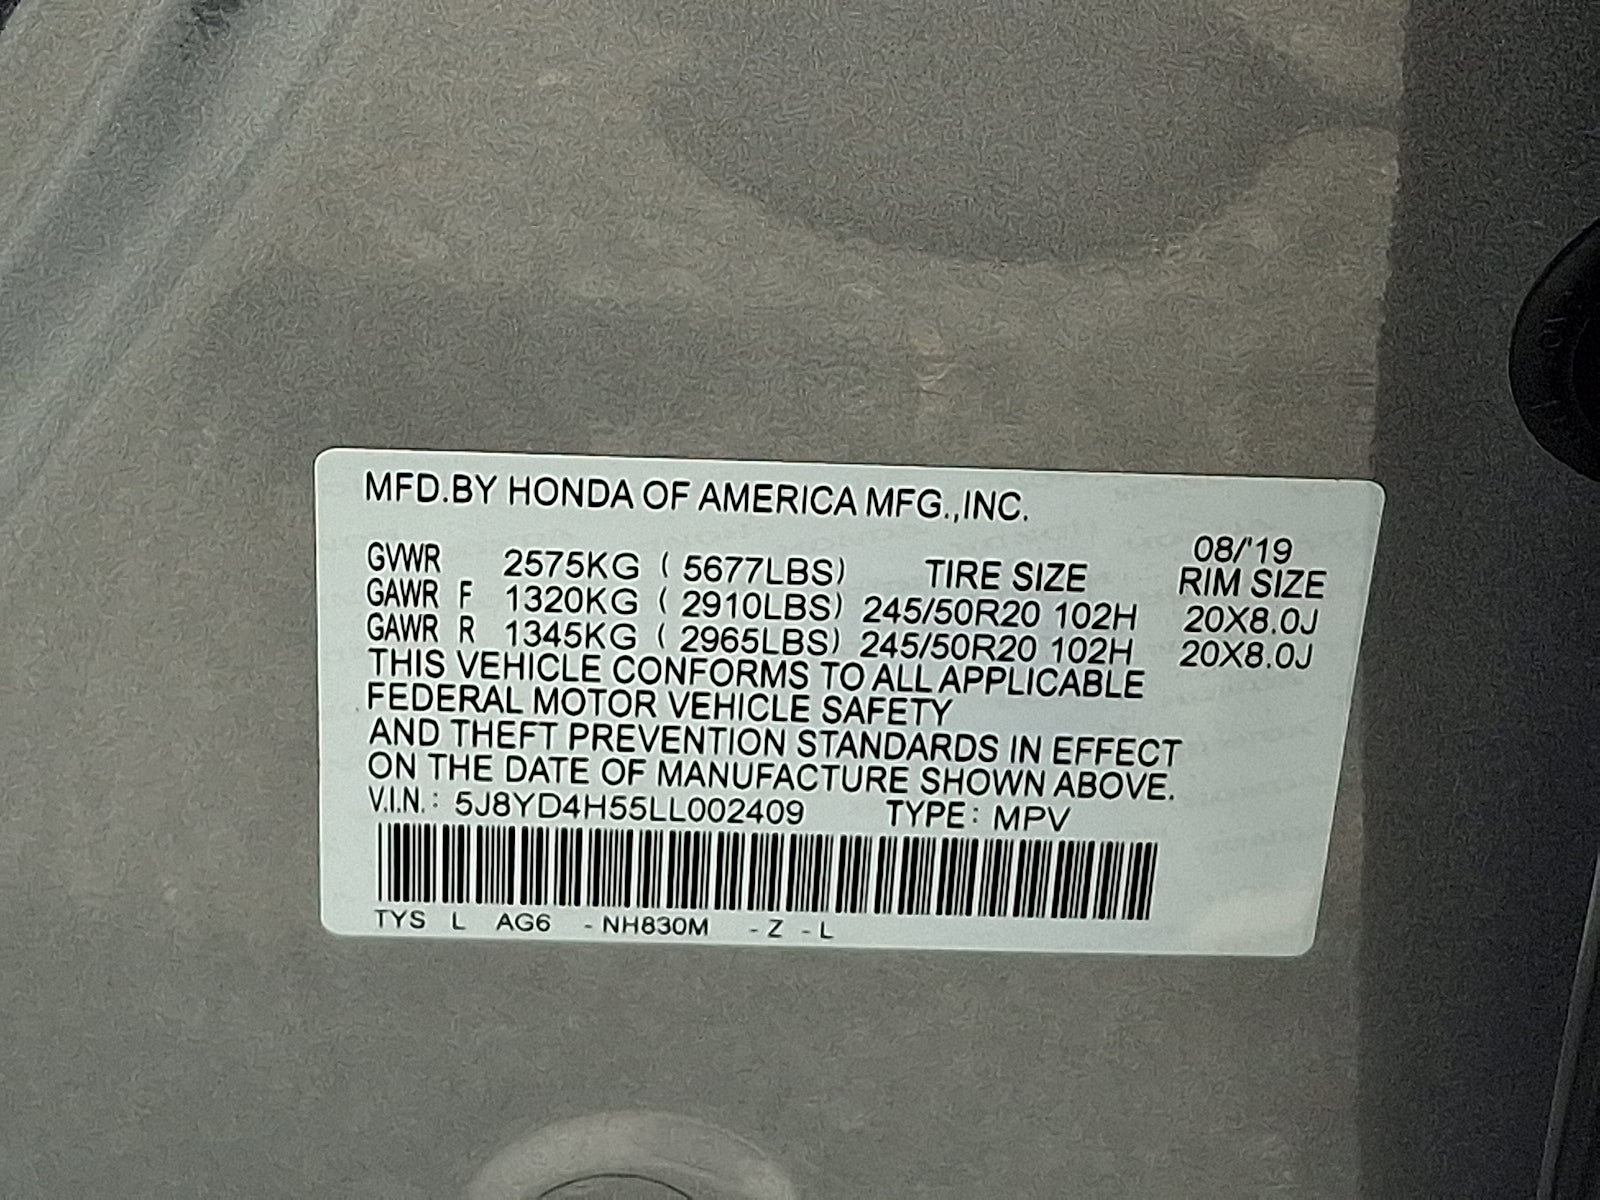 MFD.BY HONDA OF AMERICA MFG.,INC.
08/'19
GVWR 2575KG ( 5677LBS) TIRE SIZE RIM SIZE
GAWR F 1320KG ( 2910LBS) 245/50R20 102H 20X8.0J
GAWR R 1345KG ( 2965LBS) 245/50R20 102H 20X8.0J
THIS VEHICLE CONFORMS TO ALL APPLICABLE
FEDERAL MOTOR VEHICLE SAFETY
AND THEFT PREVENTION STANDARDS IN EFFECT
ON THE DATE OF MANUFACTURE SHOWN ABOVE.
V.I.N.: 5J8YD4H55LL002409 TYPE: MPV
TYS L AG6 - NH830M - Z - L